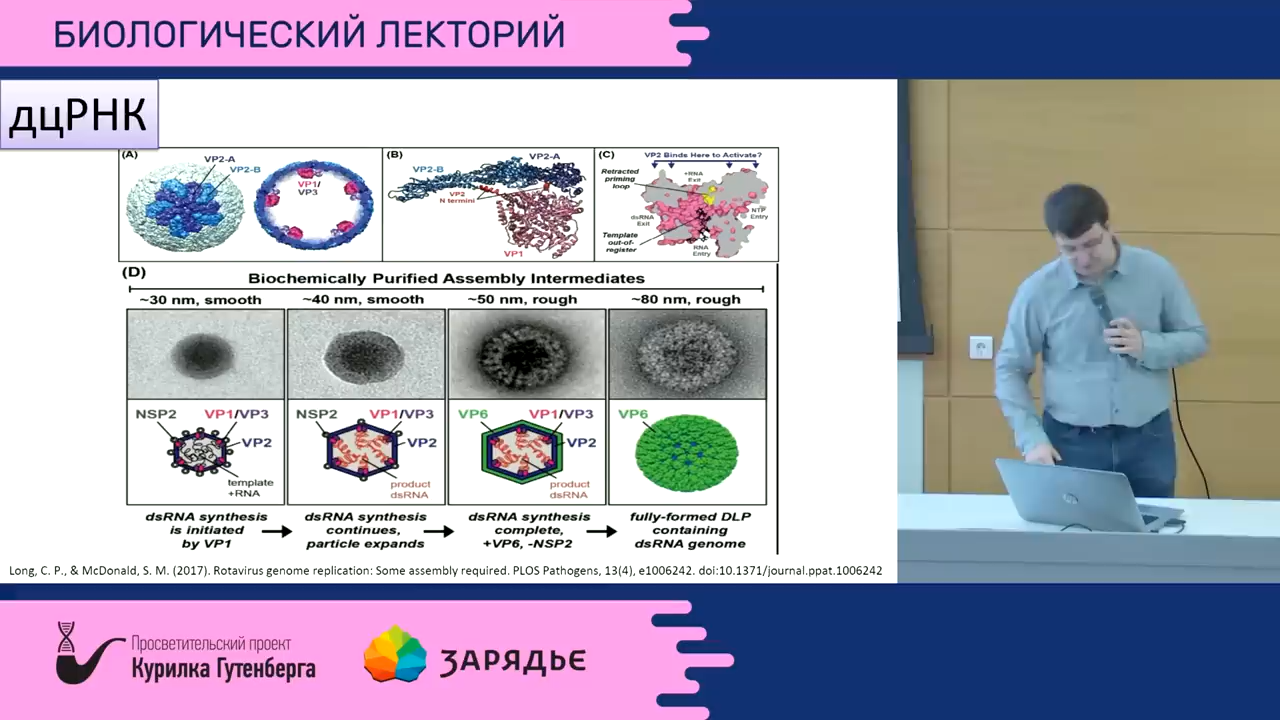 БИОЛОГИЧЕСКИЙ ЛЕКТОРИЙ
дцРНК
(A)
VP2-A
VP2-B
VP1/
VP3
(B)
VP2-A
VP2-B
VP2
N termini
VP1
(C)
VP2 Binds Here to Activate?
Retracted
priming
loop
+RNA
Exit
dsRNA
Exit
NTP
Entry
Template
out-of-
register
RNA
Entry
(D)
Biochemically Purified Assembly Intermediates
~30 nm, smooth
~40 nm, smooth
~50 nm, rough
~80 nm, rough
NSP2
VP1/VP3
VP2
template
+RNA
NSP2
VP1/VP3
VP2
product
dsRNA
VP6
VP1/VP3
VP2
product
dsRNA
VP6
dsRNA synthesis
is initiated
by VP1
dsRNA synthesis
continues,
particle expands
dsRNA synthesis
complete,
+VP6, -NSP2
fully-formed DLP
containing
dsRNA genome
Long, C. P., & McDonald, S. M. (2017). Rotavirus genome replication: Some assembly required. PLOS Pathogens, 13(4), e1006242. doi:10.1371/journal.ppat.1006242
Просветительский проект
Курилка Гутенберга
ЗАРЯДЬЕ